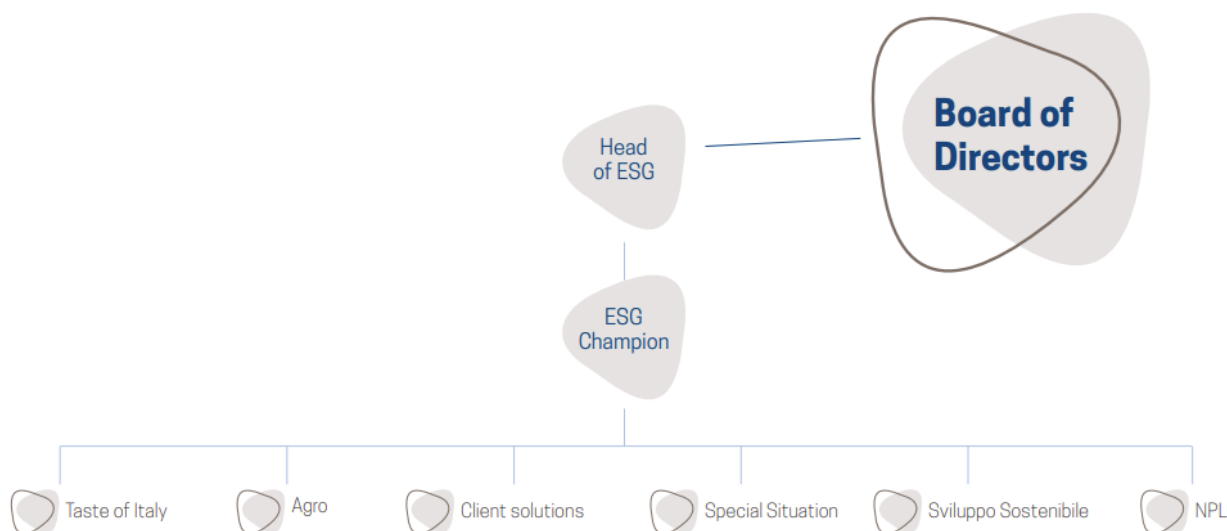 Board of
Directors
Head
of ESG
ESG
Champion
Taste of Italy
Agro
Client solutions
Special Situation
Sviluppo Sostenibile
NPL